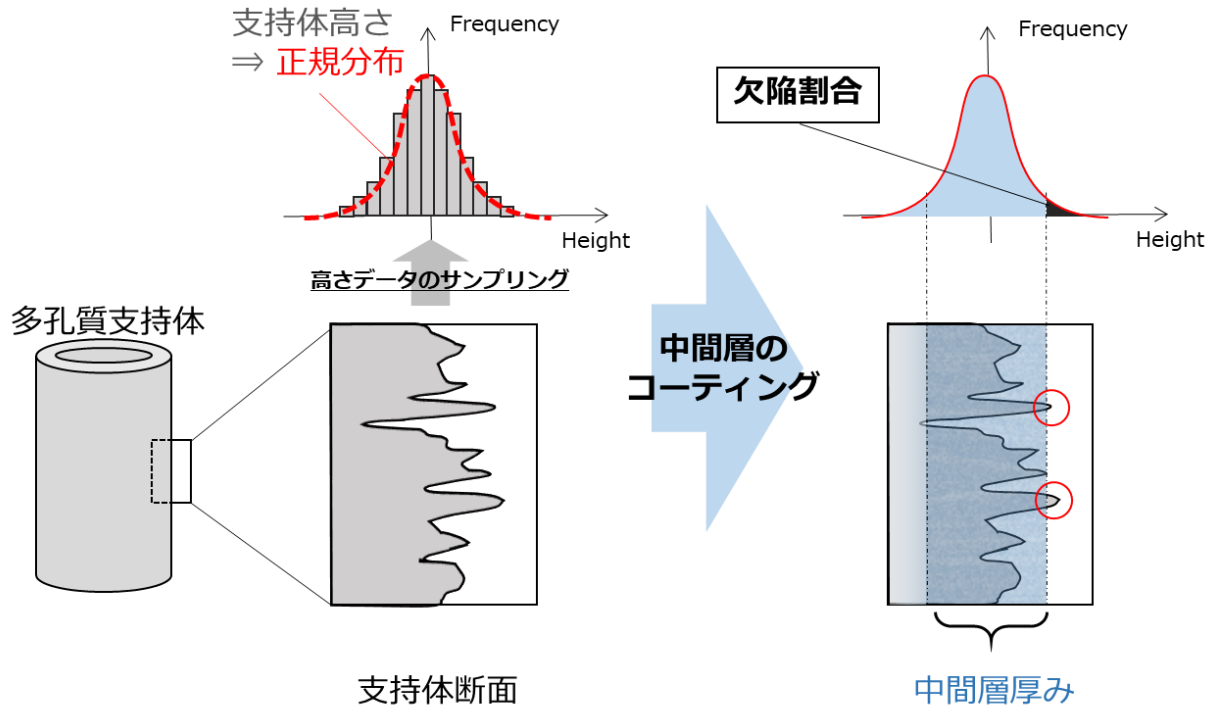 支持体高さ
⇒ 正規分布
Frequency
Height
高さデータのサンプリング
多孔質支持体
支持体断面
中間層の
コーティング
Frequency
欠陥割合
Height
中間層厚み